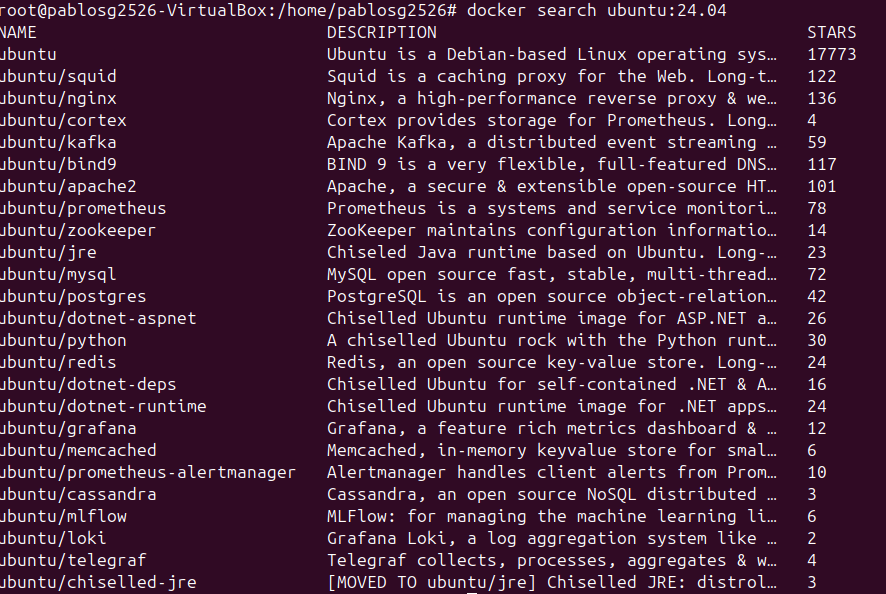 root@pablosg2526-VirtualBox:/home/pablosg2526# docker search ubuntu:24.04
NAME DESCRIPTION STARS
ubuntu Ubuntu is a Debian-based Linux operating sys… 17773
ubuntu/squid Squid is a caching proxy for the Web. Long-t… 122
ubuntu/nginx Nginx, a high-performance reverse proxy & we… 136
ubuntu/cortex Cortex provides storage for Prometheus. Long… 4
ubuntu/kafka Apache Kafka, a distributed event streaming … 59
ubuntu/bind9 BIND 9 is a very flexible, full-featured DNS… 117
ubuntu/apache2 Apache, a secure & extensible open-source HT… 101
ubuntu/prometheus Prometheus is a systems and service monitori… 78
ubuntu/zookeeper ZooKeeper maintains configuration informatio… 14
ubuntu/jre Chiseled Java runtime based on Ubuntu. Long-… 23
ubuntu/mysql MySQL open source fast, stable, multi-thread… 72
ubuntu/postgres PostgreSQL is an open source object-relation… 42
ubuntu/dotnet-aspnet Chiselled Ubuntu runtime image for ASP.NET a… 26
ubuntu/python A chiselled Ubuntu rock with the Python runt… 30
ubuntu/redis Redis, an open source key-value store. Long-… 24
ubuntu/dotnet-deps Chiselled Ubuntu for self-contained .NET & A… 16
ubuntu/dotnet-runtime Chiselled Ubuntu runtime image for .NET apps… 24
ubuntu/grafana Grafana, a feature rich metrics dashboard & … 12
ubuntu/memcached Memcached, in-memory keyvalue store for smal… 6
ubuntu/prometheus-alertmanager Alertmanager handles client alerts from Prom… 10
ubuntu/cassandra Cassandra, an open source NoSQL distributed … 3
ubuntu/mlflow MLFlow: for managing the machine learning li… 6
ubuntu/loki Grafana Loki, a log aggregation system like … 2
ubuntu/telegraf Telegraf collects, processes, aggregates & w… 4
ubuntu/chiselled-jre [MOVED TO ubuntu/jre] Chiselled JRE: distrol… 3